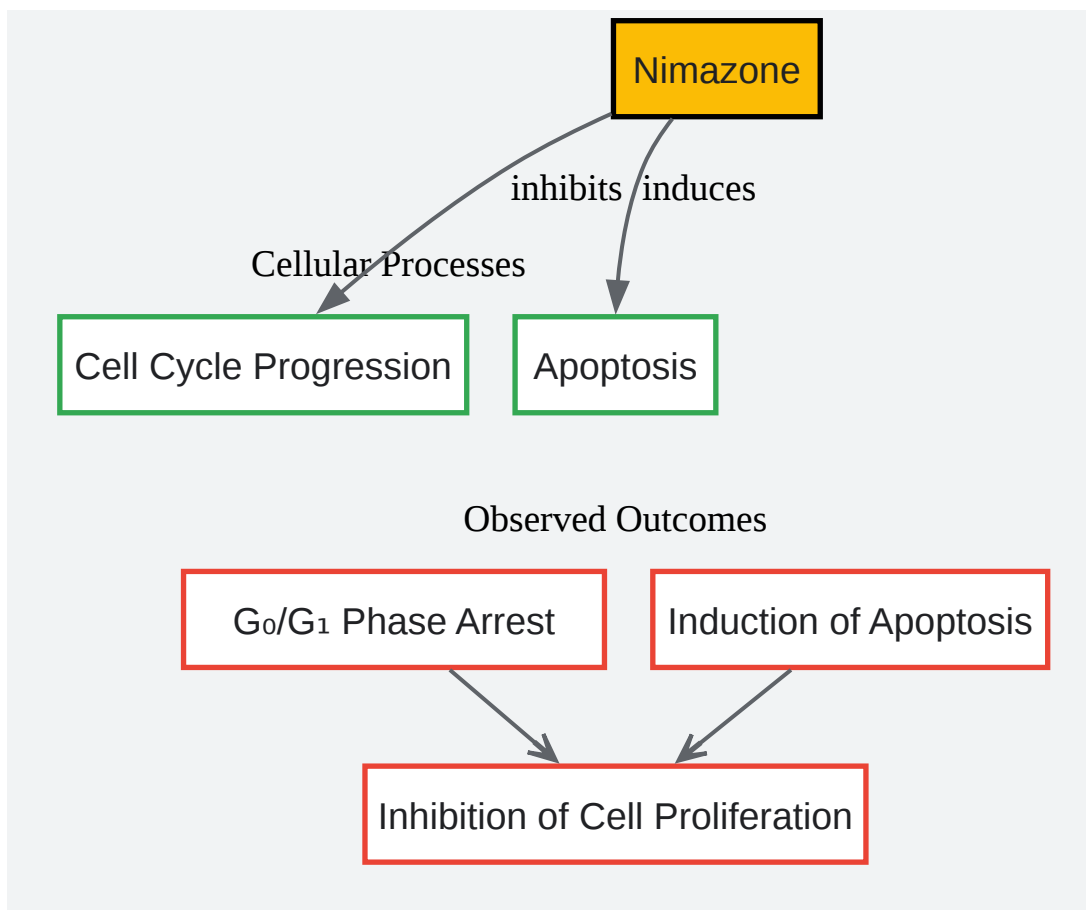 Nimazone
inhibits
induces
Cellular Processes
Cell Cycle Progression
Apoptosis
Observed Outcomes
G₀/G₁ Phase Arrest
Induction of Apoptosis
Inhibition of Cell Proliferation